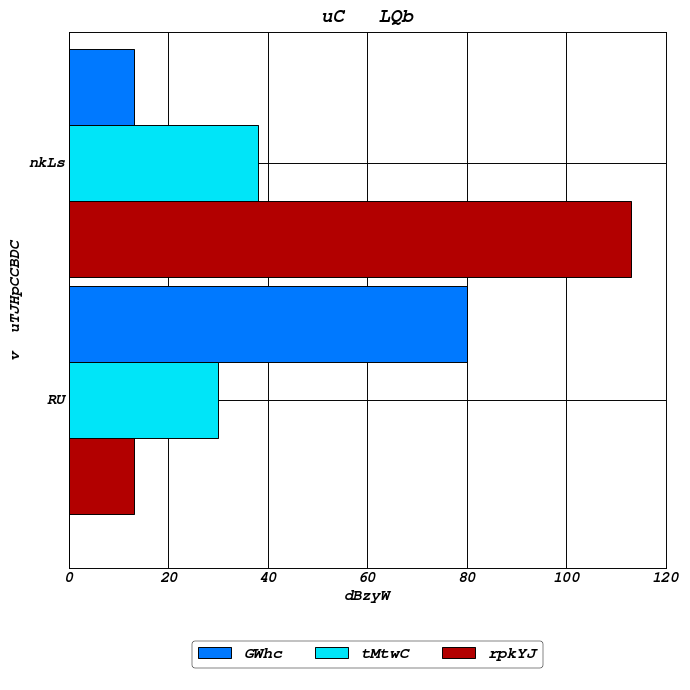 uC   LQb
nkLs
RU
v  uTJHpCCBDC
0 20 40 60 80 100 120
dBzyW
GWhc tMtwC rpkYJ